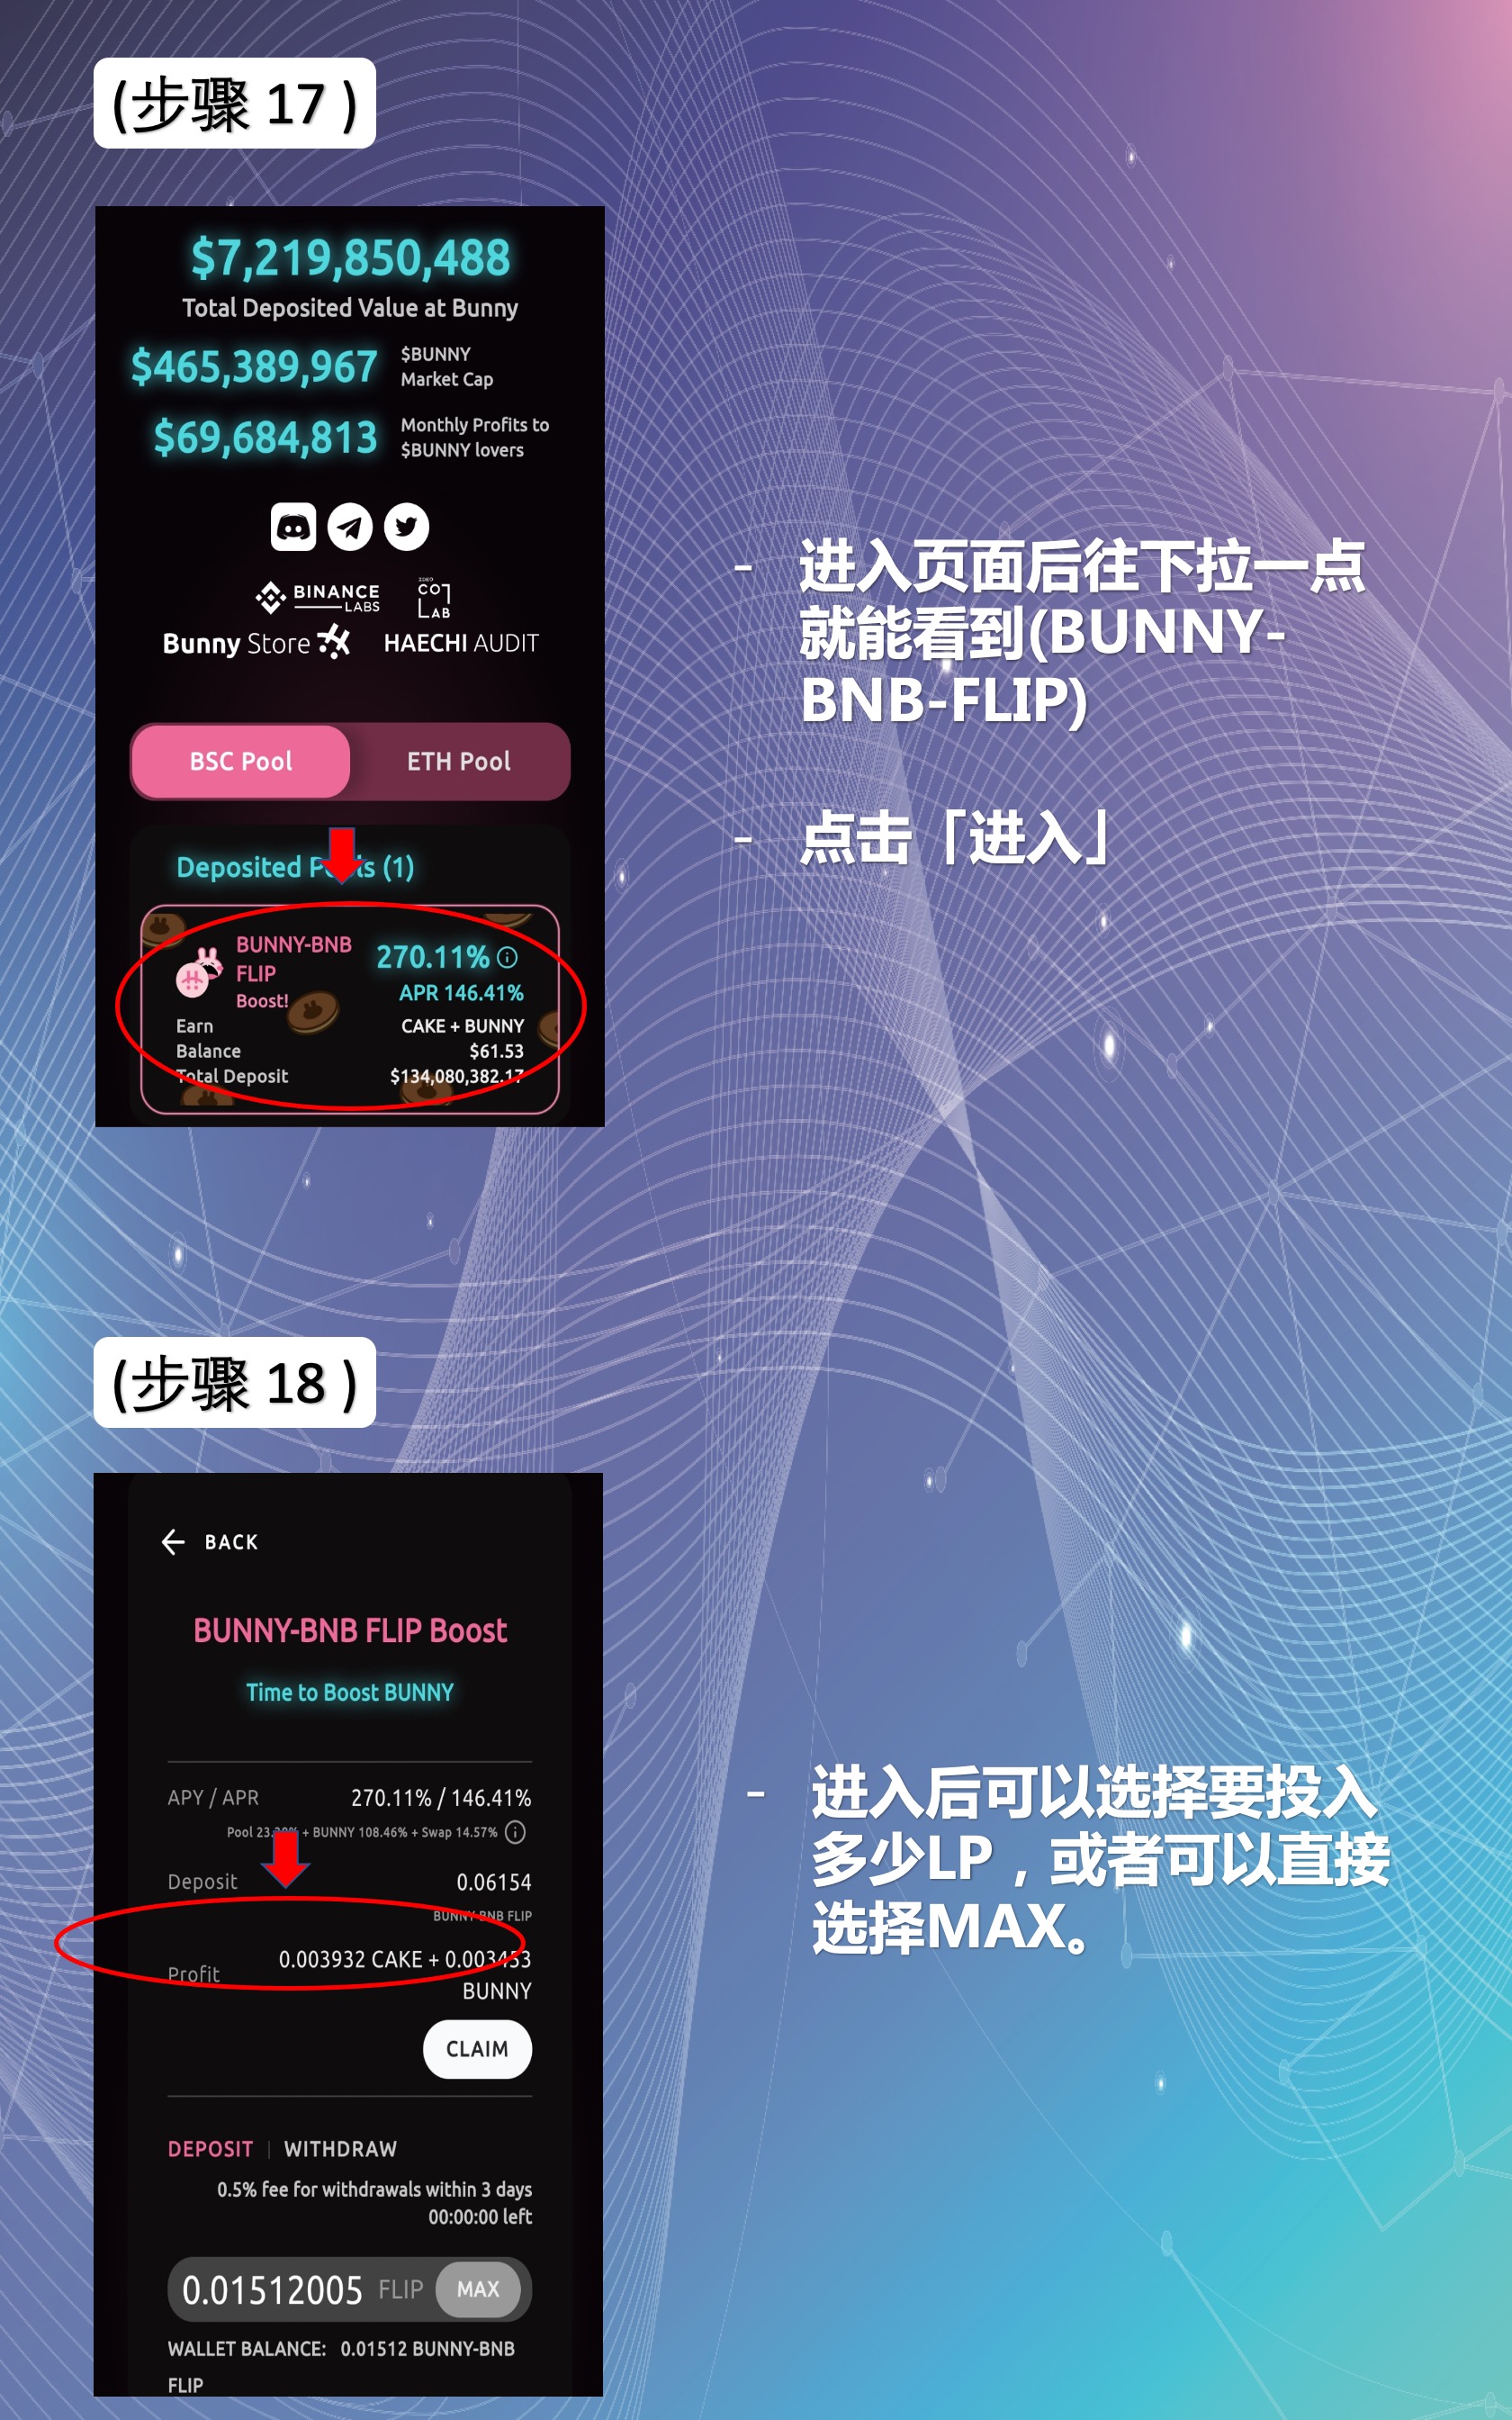 (步骤 17 )
$7,219,850,488
Total Deposited Value at Bunny
$465,389,967
$BUNNY
Market Cap
$69,684,813
Monthly Profits to
$BUNNY lovers
BINANCE
LABS
CO
LAB
Bunny Store
HAECHI AUDIT
BSC Pool
ETH Pool
Deposited (1)
BUNNY-BNB
FLIP
Boost!
270.11%
APR 146.41%
Earn
CAKE + BUNNY
Balance
$61.53
Total Deposit
$134,080,382.17
- 进入页面后往下拉一点
就能看到(BUNNY-
BNB-FLIP)
- 点击「进入」
(步骤 18 )
BACK
BUNNY-BNB FLIP Boost
Time to Boost BUNNY
APY / APR
270.11% / 146.41%
Pool + BUNNY 108.46% + Swap 14.57%
Deposit
0.06154
BUNNY-BNB FLIP
Profit
0.003932 CAKE + 0.003453
BUNNY
CLAIM
DEPOSIT | WITHDRAW
0.5% fee for withdrawals within 3 days
00:00:00 left
0.01512005 FLIP MAX
WALLET BALANCE: 0.01512 BUNNY-BNB
FLIP
- 进入后可以选择要投入
多少LP，或者可以直接
选择MAX。